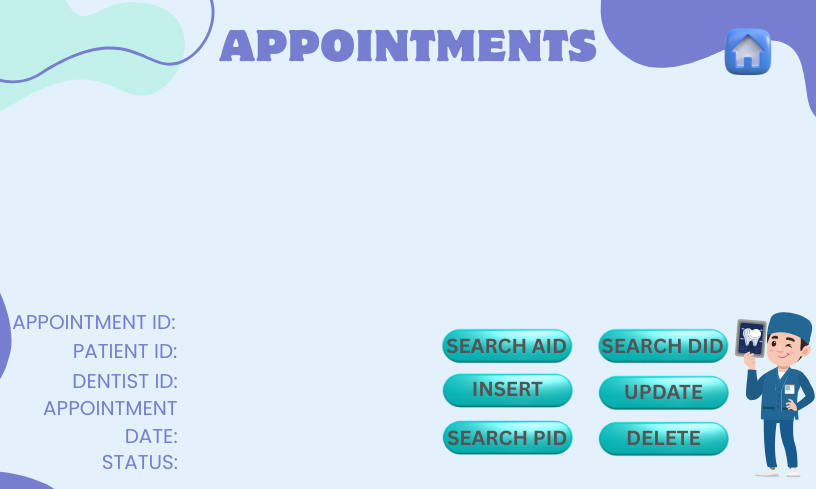 APPOINTMENTS
APPOINTMENT ID:
PATIENT ID:
DENTIST ID:
APPOINTMENT
DATE:
STATUS:
SEARCH AID
SEARCH DID
INSERT
UPDATE
SEARCH PID
DELETE